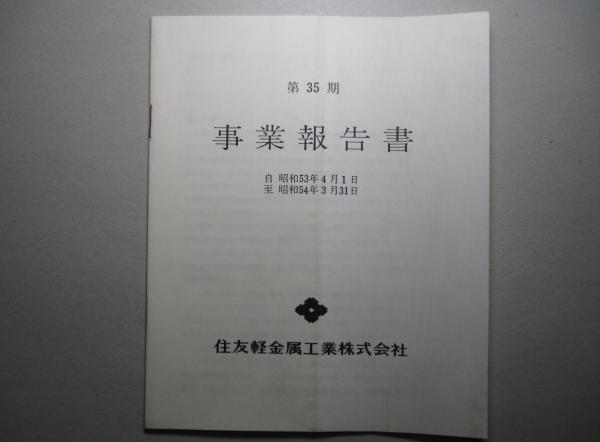 第 35 期
事業報告書
自 昭和53年4月1日
至 昭和54年3月31日
住友軽金属工業株式会社